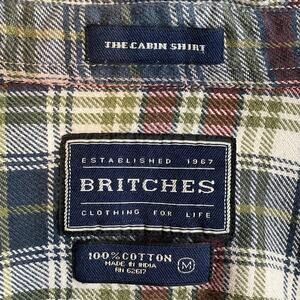 THE CABIN SHIRT
ESTABLISHED 1967
BRITCHES
CLOTHING FOR LIFE
100% COTTON
MADE IN INDIA
RN 62617
M